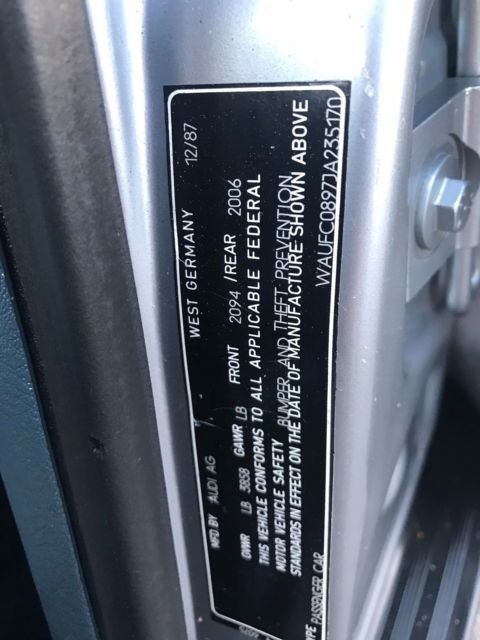 MFD BY AUDI AG WEST GERMANY 12/87
GVWR LB 3858 GAWR LB FRONT 2094 /REAR 2006
THIS VEHICLE CONFORMS TO ALL APPLICABLE FEDERAL
MOTOR VEHICLE SAFETY BUMPER AND THEFT PREVENTION
STANDARDS IN EFFECT ON THE DATE OF MANUFACTURE SHOWN ABOVE
WAUFC0897JA235170
PASSENGER CAR